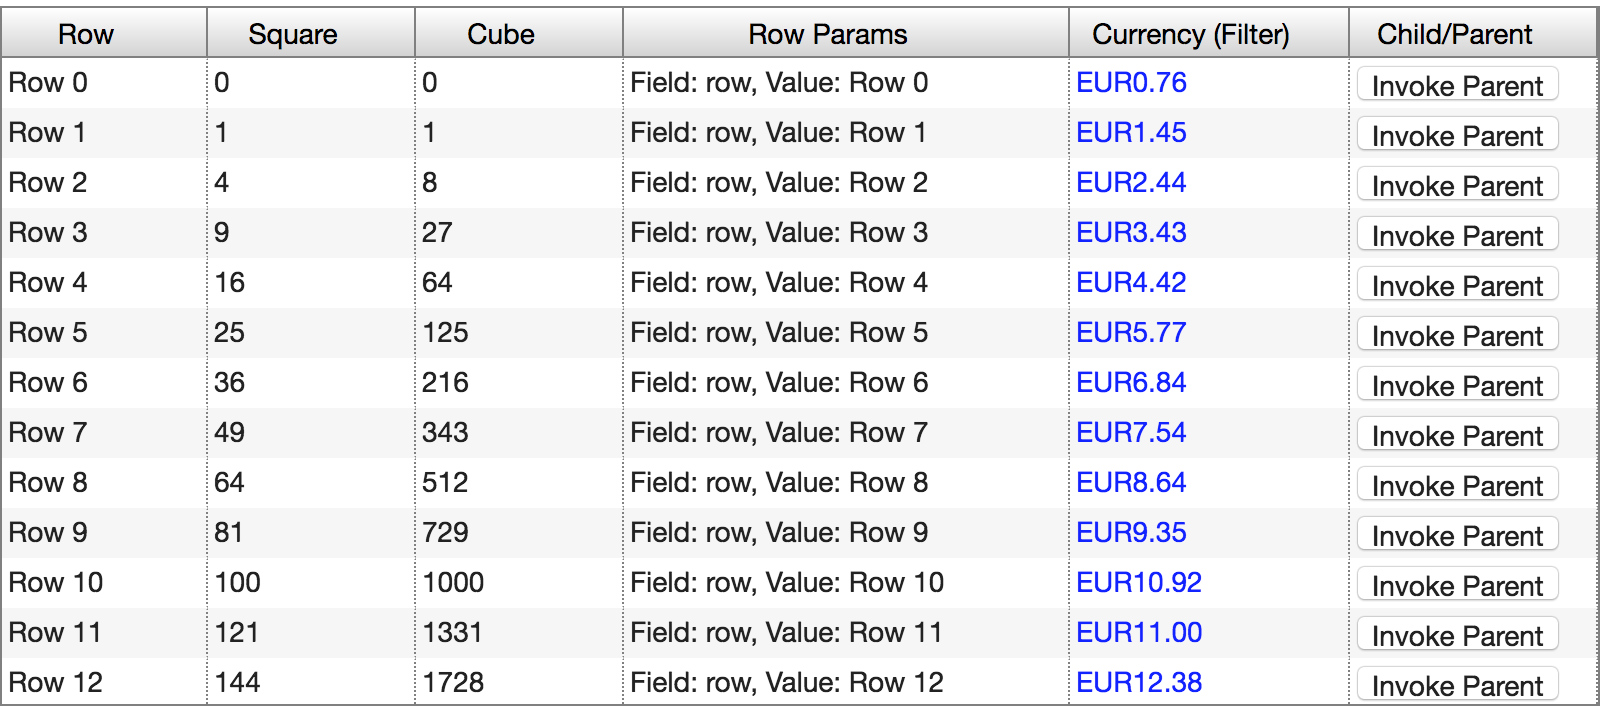 Row Square Cube Row Params Currency (Filter) Child/Parent
Row 0 0 0 Field: row, Value: Row 0 EUR0.76 Invoke Parent
Row 1 1 1 Field: row, Value: Row 1 EUR1.45 Invoke Parent
Row 2 4 8 Field: row, Value: Row 2 EUR2.44 Invoke Parent
Row 3 9 27 Field: row, Value: Row 3 EUR3.43 Invoke Parent
Row 4 16 64 Field: row, Value: Row 4 EUR4.42 Invoke Parent
Row 5 25 125 Field: row, Value: Row 5 EUR5.77 Invoke Parent
Row 6 36 216 Field: row, Value: Row 6 EUR6.84 Invoke Parent
Row 7 49 343 Field: row, Value: Row 7 EUR7.54 Invoke Parent
Row 8 64 512 Field: row, Value: Row 8 EUR8.64 Invoke Parent
Row 9 81 729 Field: row, Value: Row 9 EUR9.35 Invoke Parent
Row 10 100 1000 Field: row, Value: Row 10 EUR10.92 Invoke Parent
Row 11 121 1331 Field: row, Value: Row 11 EUR11.00 Invoke Parent
Row 12 144 1728 Field: row, Value: Row 12 EUR12.38 Invoke Parent